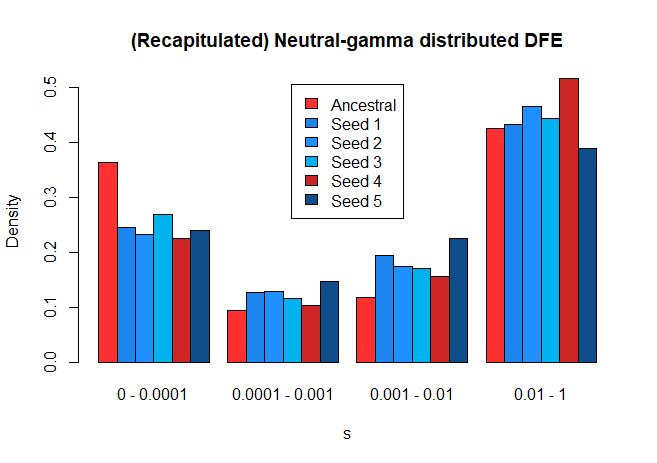 (Recapitulated) Neutral-gamma distributed DFE
Density
0.5
0.4
0.3
0.2
0.1
0.0
Ancestral
Seed 1
Seed 2
Seed 3
Seed 4
Seed 5
0 - 0.0001
0.0001 - 0.001
0.001 - 0.01
0.01 - 1
s